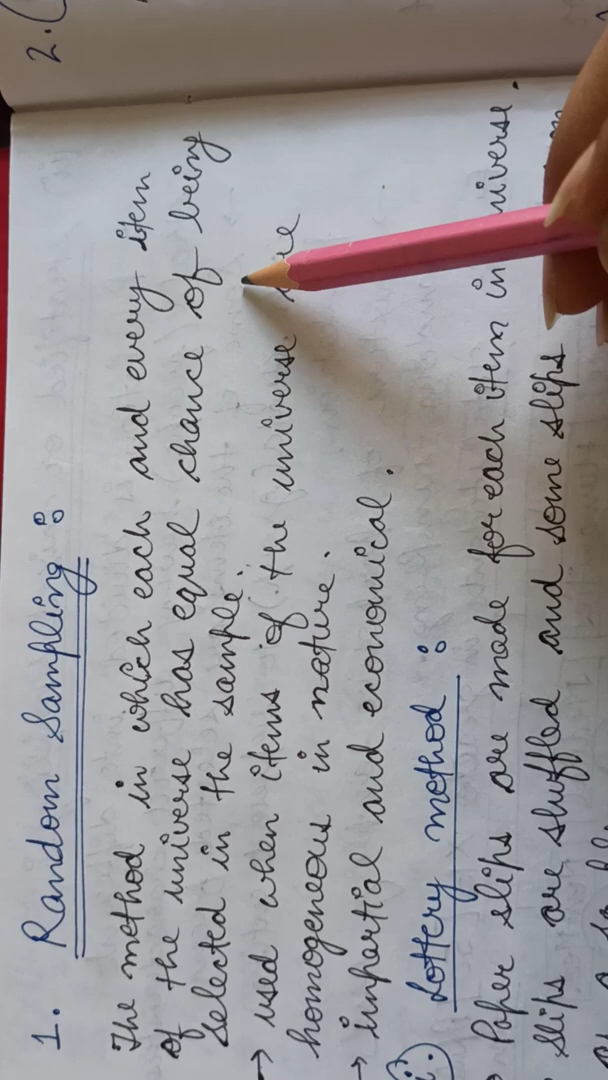 1. Random Sampling :
The method in which each and every item
of the universe has equal chance of being
selected in the sample.
→ used when items of the universe
homogeneous in nature.
→ impartial and economical.
(i.) Lottery method :
Paper slips are made for each item in universe.
slips are shuffled and some slips
2.(